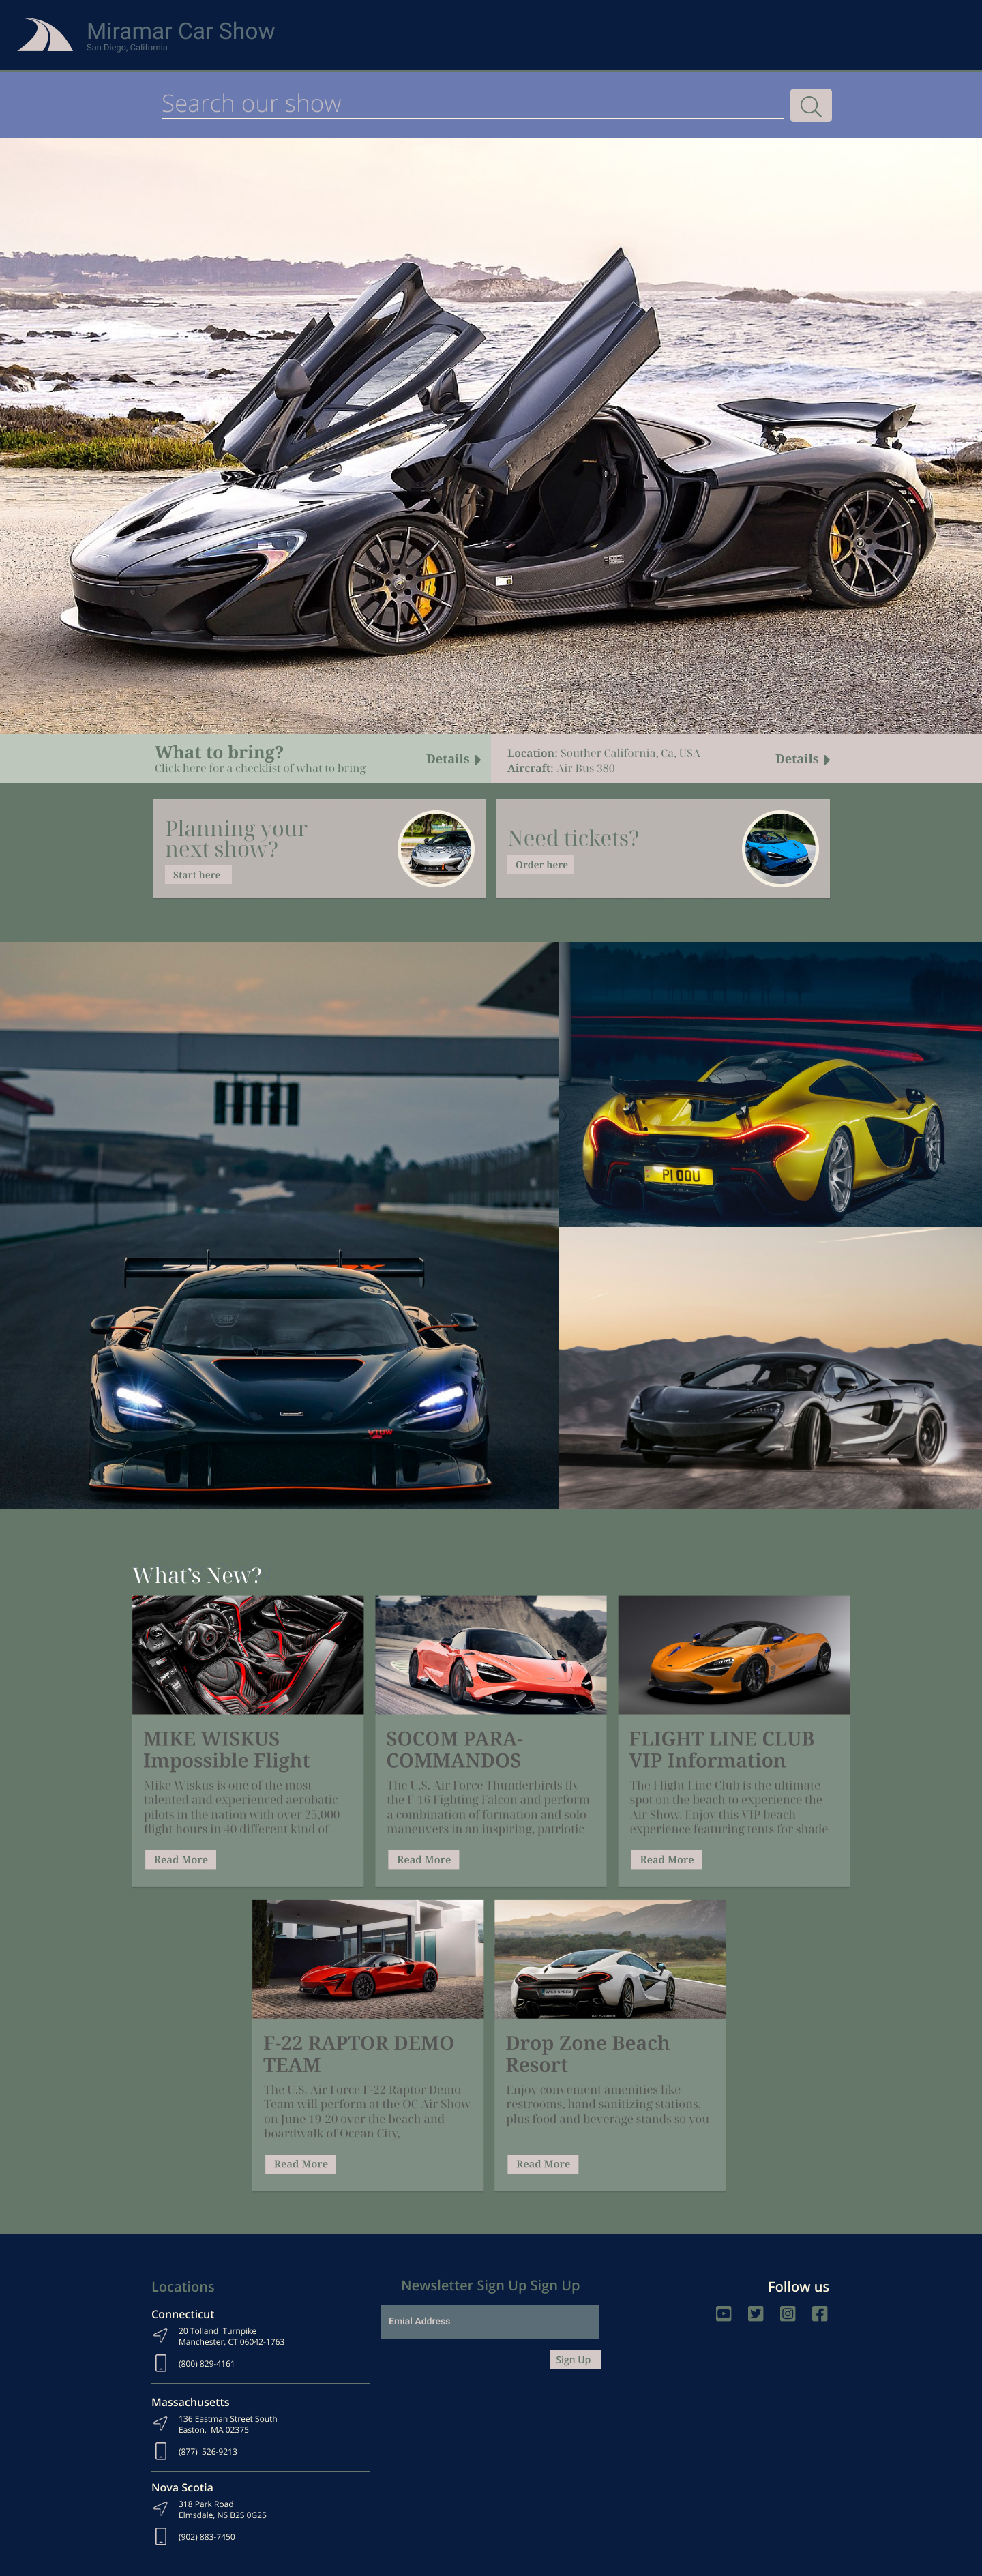 Miramar Car Show
San Diego, California
Search our show
What to bring?
Click here for a checklist of what to bring
Details
Location: Souther California, Ca, USA
Aircraft: Air Bus 380
Details
Planning your
next show?
Start here
Need tickets?
Order here
P1 OOU
What's New?
MIKE WISKUS
Impossible Flight
Mike Wiskus is one of the most
talented and experienced aerobatic
pilots in the nation with over 25,000
flight hours in 40 different kind of
Read More
SOCOM PARA-
COMMANDOS
The U.S. Air Force Thunderbirds fly
the F-16 Fighting Falcon and perform
a combination of formation and solo
maneuvers in an inspiring, patriotic
Read More
FLIGHT LINE CLUB
VIP Information
The Flight Line Club is the ultimate
spot on the beach to experience the
Air Show. Enjoy this VIP beach
experience featuring tents for shade
Read More
F-22 RAPTOR DEMO
TEAM
The U.S. Air Force F-22 Raptor Demo
Team will perform at the OC Air Show
on June 19-20 over the beach and
boardwalk of Ocean City,
Read More
Drop Zone Beach
Resort
Enjoy convenient amenities like
restrooms, hand sanitizing stations,
plus food and beverage stands so you
Read More
Locations
Connecticut
20 Tolland Turnpike
Manchester, CT 06042-1763
(800) 829-4161
Massachusetts
136 Eastman Street South
Easton, MA 02375
(877) 526-9213
Nova Scotia
318 Park Road
Elmsdale, NS B2S 0G25
(902) 883-7450
Newsletter Sign Up Sign Up
Emial Address
Sign Up
Follow us